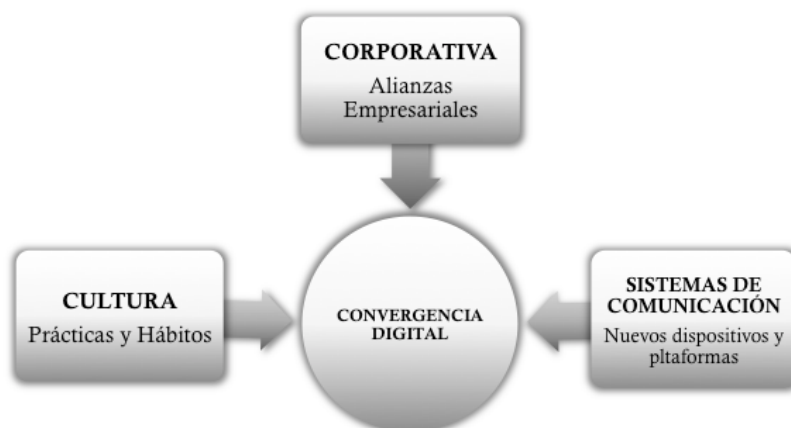 CORPORATIVA
Alianzas
Empresariales
CULTURA
Prácticas y Hábitos
CONVERGENCIA
DIGITAL
SISTEMAS DE
COMUNICACIÓN
Nuevos dispositivos y
pltaformas